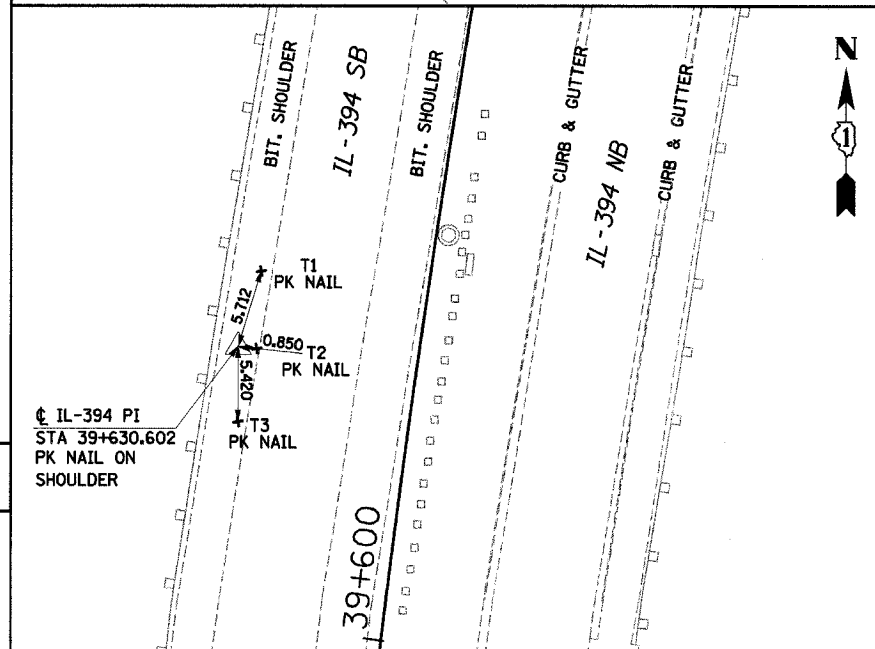 BIT. SHOULDER
IL-394 SB
BIT. SHOULDER
CURB & GUTTER
IL-394 NB
CURB & GUTTER
N
1
T1
PK NAIL
5.712
0.850
T2
PK NAIL
5.420
T3
PK NAIL
℄ IL-394 PI
STA 39+630.602
PK NAIL ON
SHOULDER
39+600